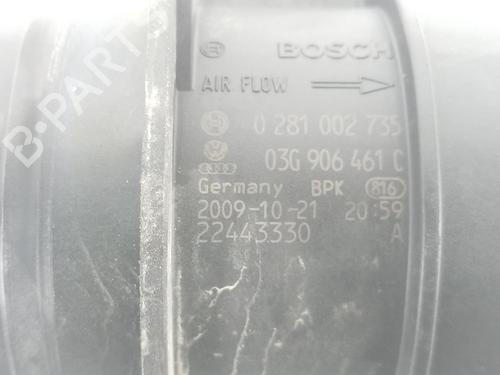 BOSCH
AIR FLOW
0 281 002 735
03G 906 461 C
Germany BPK 816
2009-10-21 20:59
22443330 A
B-PARTS